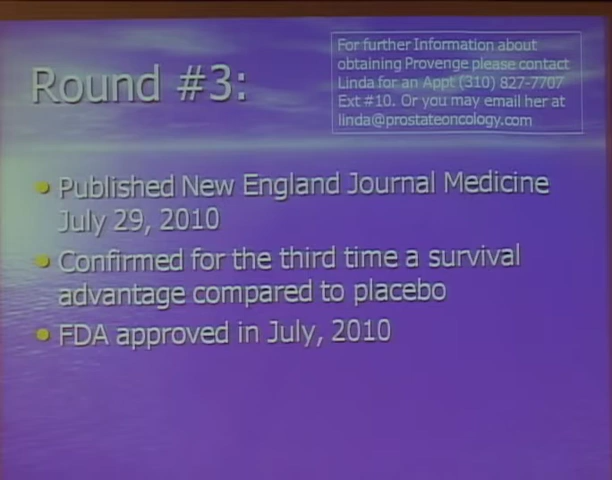 For further Information about
obtaining Provenge please contact
Linda for an Appt (310) 827-7707
Ext #10. Or you may email her at
linda@prostateoncology.com
Round #3:
Published New England Journal Medicine
July 29, 2010
Confirmed for the third time a survival
advantage compared to placebo
FDA approved in July, 2010